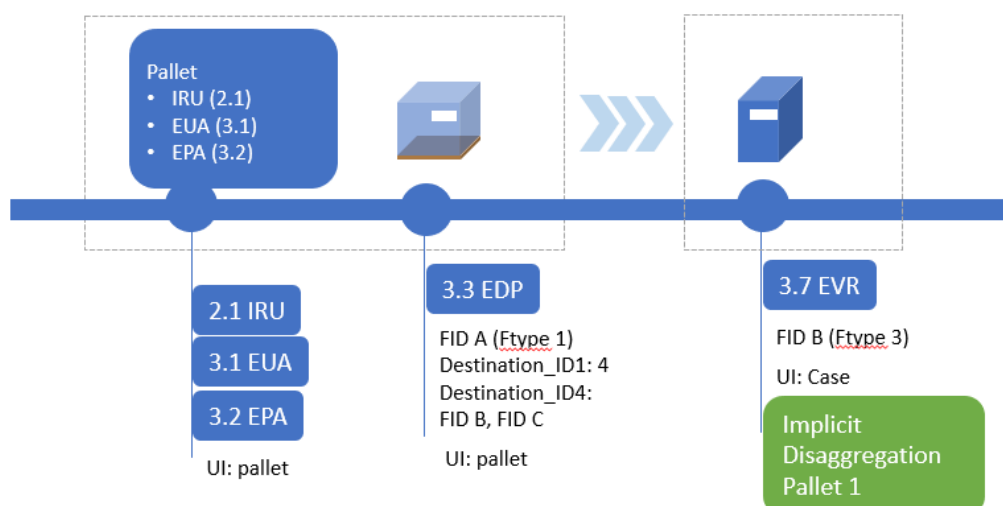 Pallet
• IRU (2.1)
• EUA (3.1)
• EPA (3.2)
2.1 IRU
3.1 EUA
3.2 EPA
UI: pallet
3.3 EDP
FID A (Ftype 1)
Destination_ID1: 4
Destination_ID4:
FID B, FID C
UI: pallet
3.7 EVR
FID B (Ftype 3)
UI: Case
Implicit
Disaggregation
Pallet 1